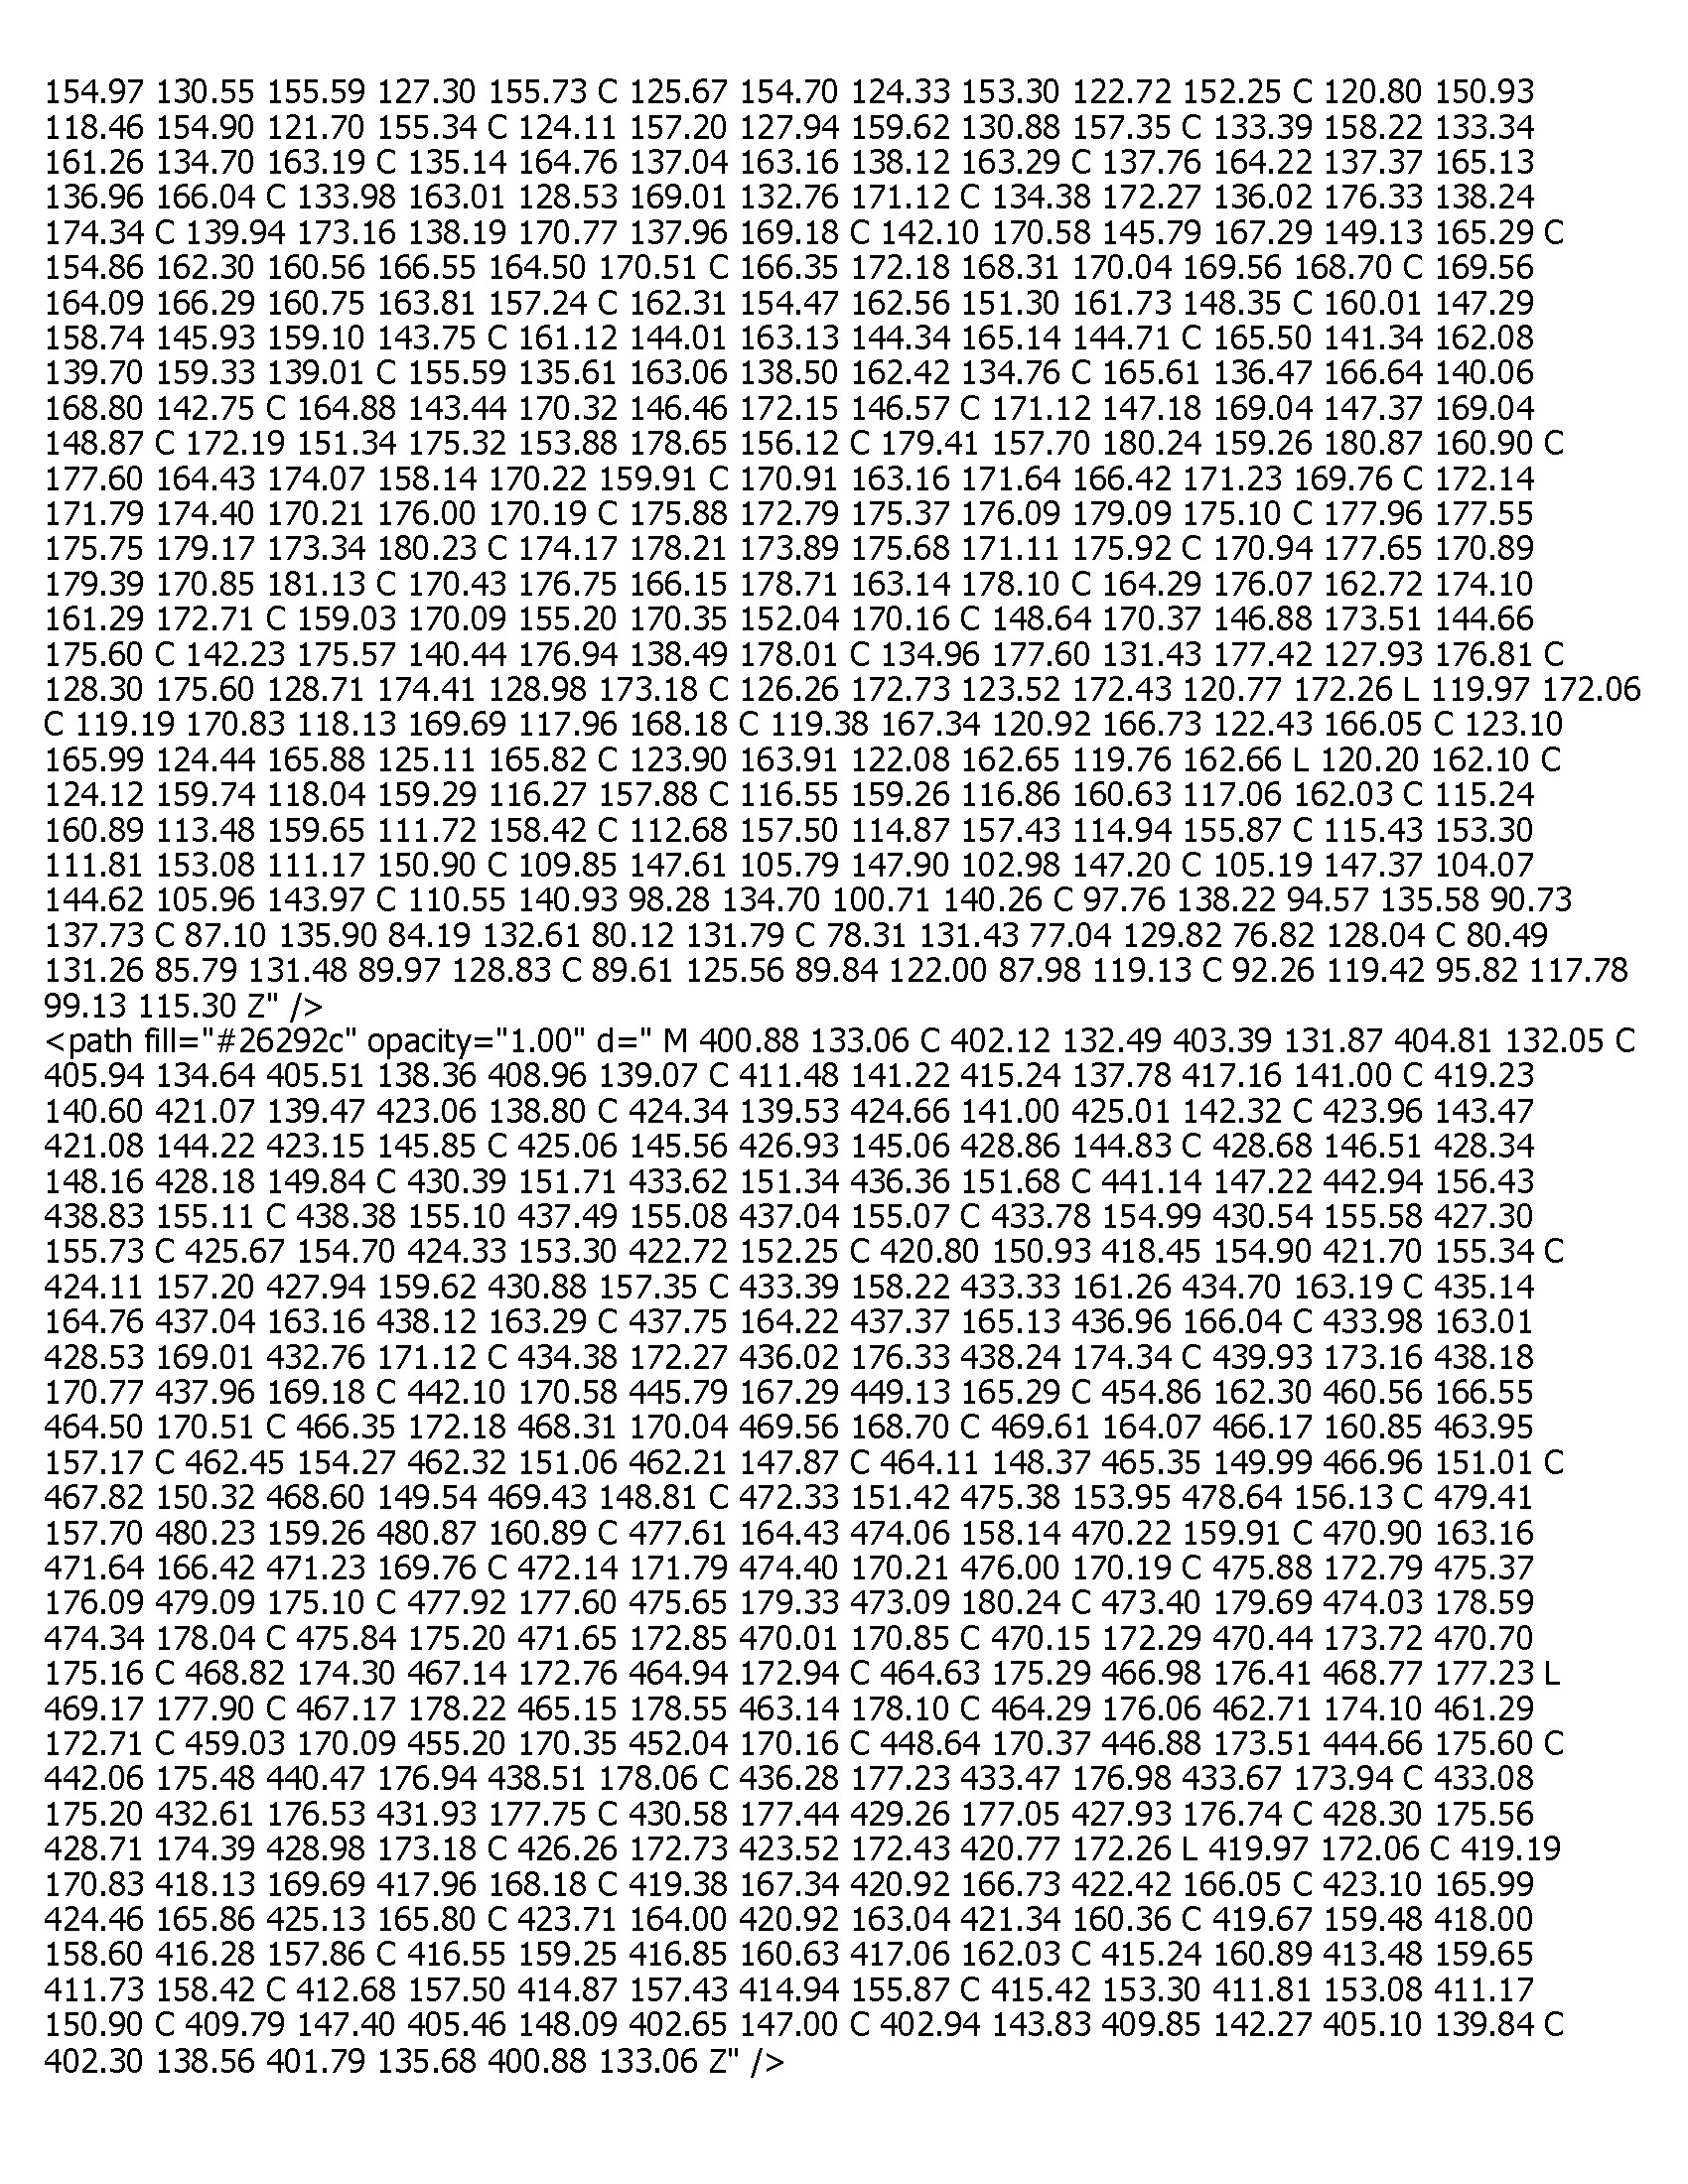 154.97 130.55 155.59 127.30 155.73 C 125.67 154.70 124.33 153.30 122.72 152.25 C 120.80 150.93
118.46 154.90 121.70 155.34 C 124.11 157.20 127.94 159.62 130.88 157.35 C 133.39 158.22 133.34
161.26 134.70 163.19 C 135.14 164.76 137.04 163.16 138.12 163.29 C 137.76 164.22 137.37 165.13
136.96 166.04 C 133.98 163.01 128.53 169.01 132.76 171.12 C 134.38 172.27 136.02 176.33 138.24
174.34 C 139.94 173.16 138.19 170.77 137.96 169.18 C 142.10 170.58 145.79 167.29 149.13 165.29 C
154.86 162.30 160.56 166.55 164.50 170.51 C 166.35 172.18 168.31 170.04 169.56 168.70 C 169.56
164.09 166.29 160.75 163.81 157.24 C 162.31 154.47 162.56 151.30 161.73 148.35 C 160.01 147.29
158.74 145.93 159.10 143.75 C 161.12 144.01 163.13 144.34 165.14 144.71 C 165.50 141.34 162.08
139.70 159.33 139.01 C 155.59 135.61 163.06 138.50 162.42 134.76 C 165.61 136.47 166.64 140.06
168.80 142.75 C 164.88 143.44 170.32 146.46 172.15 146.57 C 171.12 147.18 169.04 147.37 169.04
148.87 C 172.19 151.34 175.32 153.88 178.65 156.12 C 179.41 157.70 180.24 159.26 180.87 160.90 C
177.60 164.43 174.07 158.14 170.22 159.91 C 170.91 163.16 171.64 166.42 171.23 169.76 C 172.14
171.79 174.40 170.21 176.00 170.19 C 175.88 172.79 175.37 176.09 179.09 175.10 C 177.96 177.55
175.75 179.17 173.34 180.23 C 174.17 178.21 173.89 175.68 171.11 175.92 C 170.94 177.65 170.89
179.39 170.85 181.13 C 170.43 176.75 166.15 178.71 163.14 178.10 C 164.29 176.07 162.72 174.10
161.29 172.71 C 159.03 170.09 155.20 170.35 152.04 170.16 C 148.64 170.37 146.88 173.51 144.66
175.60 C 142.23 175.57 140.44 176.94 138.49 178.01 C 134.96 177.60 131.43 177.42 127.93 176.81 C
128.30 175.60 128.71 174.41 128.98 173.18 C 126.26 172.73 123.52 172.43 120.77 172.26 L 119.97 172.06
C 119.19 170.83 118.13 169.69 117.96 168.18 C 119.38 167.34 120.92 166.73 122.43 166.05 C 123.10
165.99 124.44 165.88 125.11 165.82 C 123.90 163.91 122.08 162.65 119.76 162.66 L 120.20 162.10 C
124.12 159.74 118.04 159.29 116.27 157.88 C 116.55 159.26 116.86 160.63 117.06 162.03 C 115.24
160.89 113.48 159.65 111.72 158.42 C 112.68 157.50 114.87 157.43 114.94 155.87 C 115.43 153.30
111.81 153.08 111.17 150.90 C 109.85 147.61 105.79 147.90 102.98 147.20 C 105.19 147.37 104.07
144.62 105.96 143.97 C 110.55 140.93 98.28 134.70 100.71 140.26 C 97.76 138.22 94.57 135.58 90.73
137.73 C 87.10 135.90 84.19 132.61 80.12 131.79 C 78.31 131.43 77.04 129.82 76.82 128.04 C 80.49
131.26 85.79 131.48 89.97 128.83 C 89.61 125.56 89.84 122.00 87.98 119.13 C 92.26 119.42 95.82 117.78
99.13 115.30 Z" />
<path fill="#26292c" opacity="1.00" d=" M 400.88 133.06 C 402.12 132.49 403.39 131.87 404.81 132.05 C
405.94 134.64 405.51 138.36 408.96 139.07 C 411.48 141.22 415.24 137.78 417.16 141.00 C 419.23
140.60 421.07 139.47 423.06 138.80 C 424.34 139.53 424.66 141.00 425.01 142.32 C 423.96 143.47
421.08 144.22 423.15 145.85 C 425.06 145.56 426.93 145.06 428.86 144.83 C 428.68 146.51 428.34
148.16 428.18 149.84 C 430.39 151.71 433.62 151.34 436.36 151.68 C 441.14 147.22 442.94 156.43
438.83 155.11 C 438.38 155.10 437.49 155.08 437.04 155.07 C 433.78 154.99 430.54 155.58 427.30
155.73 C 425.67 154.70 424.33 153.30 422.72 152.25 C 420.80 150.93 418.45 154.90 421.70 155.34 C
424.11 157.20 427.94 159.62 430.88 157.35 C 433.39 158.22 433.33 161.26 434.70 163.19 C 435.14
164.76 437.04 163.16 438.12 163.29 C 437.75 164.22 437.37 165.13 436.96 166.04 C 433.98 163.01
428.53 169.01 432.76 171.12 C 434.38 172.27 436.02 176.33 438.24 174.34 C 439.93 173.16 438.18
170.77 437.96 169.18 C 442.10 170.58 445.79 167.29 449.13 165.29 C 454.86 162.30 460.56 166.55
464.50 170.51 C 466.35 172.18 468.31 170.04 469.56 168.70 C 469.61 164.07 466.17 160.85 463.95
157.17 C 462.45 154.27 462.32 151.06 462.21 147.87 C 464.11 148.37 465.35 149.99 466.96 151.01 C
467.82 150.32 468.60 149.54 469.43 148.81 C 472.33 151.42 475.38 153.95 478.64 156.13 C 479.41
157.70 480.23 159.26 480.87 160.89 C 477.61 164.43 474.06 158.14 470.22 159.91 C 470.90 163.16
471.64 166.42 471.23 169.76 C 472.14 171.79 474.40 170.21 476.00 170.19 C 475.88 172.79 475.37
176.09 479.09 175.10 C 477.92 177.60 475.65 179.33 473.09 180.24 C 473.40 179.69 474.03 178.59
474.34 178.04 C 475.84 175.20 471.65 172.85 470.01 170.85 C 470.15 172.29 470.44 173.72 470.70
175.16 C 468.82 174.30 467.14 172.76 464.94 172.94 C 464.63 175.29 466.98 176.41 468.77 177.23 L
469.17 177.90 C 467.17 178.22 465.15 178.55 463.14 178.10 C 464.29 176.06 462.71 174.10 461.29
172.71 C 459.03 170.09 455.20 170.35 452.04 170.16 C 448.64 170.37 446.88 173.51 444.66 175.60 C
442.06 175.48 440.47 176.94 438.51 178.06 C 436.28 177.23 433.47 176.98 433.67 173.94 C 433.08
175.20 432.61 176.53 431.93 177.75 C 430.58 177.44 429.26 177.05 427.93 176.74 C 428.30 175.56
428.71 174.39 428.98 173.18 C 426.26 172.73 423.52 172.43 420.77 172.26 L 419.97 172.06 C 419.19
170.83 418.13 169.69 417.96 168.18 C 419.38 167.34 420.92 166.73 422.42 166.05 C 423.10 165.99
424.46 165.86 425.13 165.80 C 423.71 164.00 420.92 163.04 421.34 160.36 C 419.67 159.48 418.00
158.60 416.28 157.86 C 416.55 159.25 416.85 160.63 417.06 162.03 C 415.24 160.89 413.48 159.65
411.73 158.42 C 412.68 157.50 414.87 157.43 414.94 155.87 C 415.42 153.30 411.81 153.08 411.17
150.90 C 409.79 147.40 405.46 148.09 402.65 147.00 C 402.94 143.83 409.85 142.27 405.10 139.84 C
402.30 138.56 401.79 135.68 400.88 133.06 Z" />